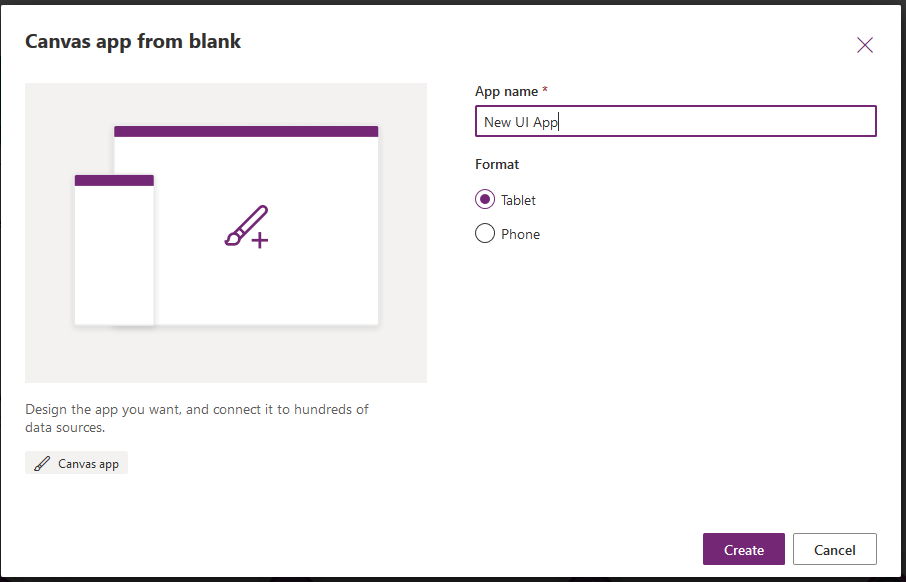 Canvas app from blank
App name *
New UI App
Format
Tablet
Phone
Design the app you want, and connect it to hundreds of
data sources.
Canvas app
Create
Cancel